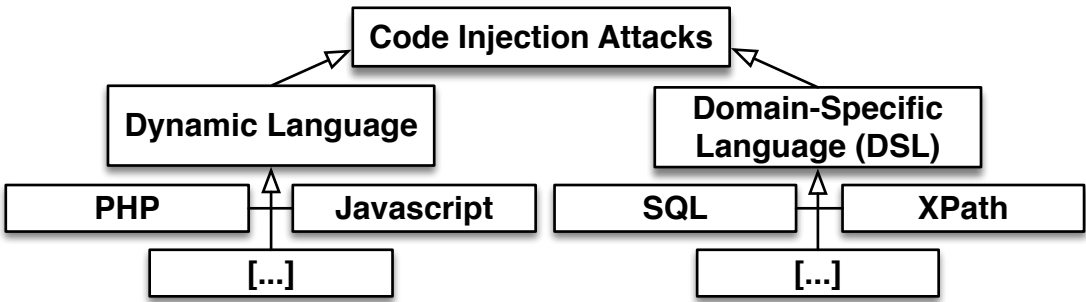 Code Injection Attacks
Dynamic Language
Domain-Specific
Language (DSL)
PHP
Javascript
SQL
XPath
[...]
[...]